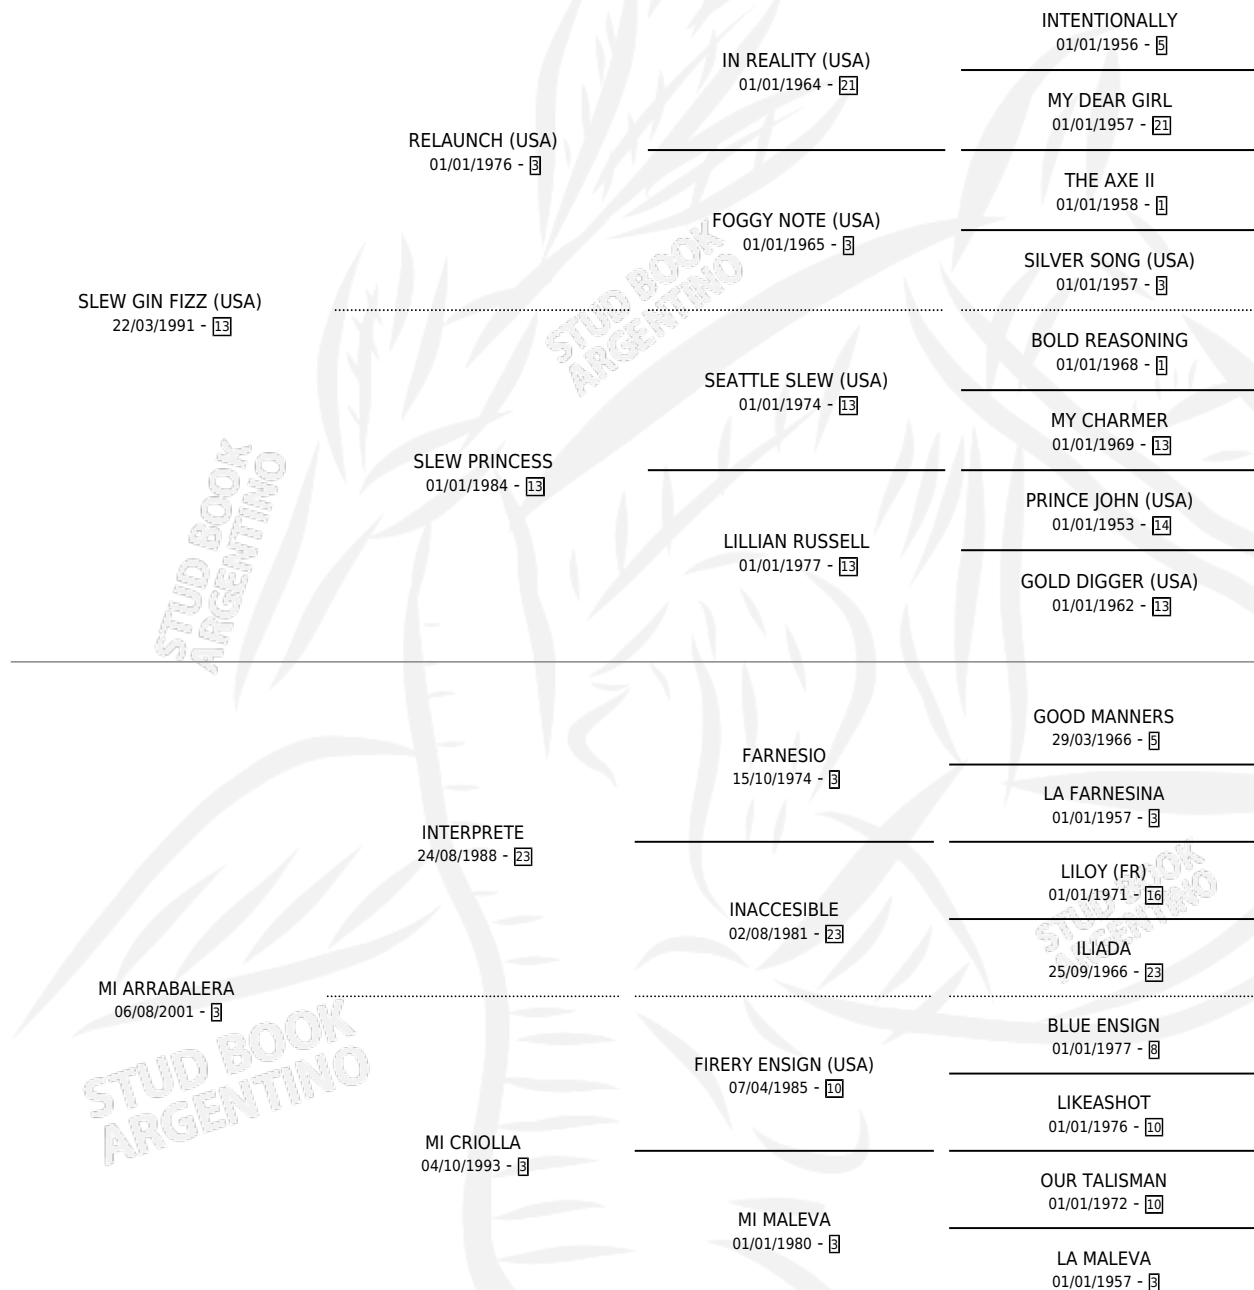 INTENTIONALLY
01/01/1956 - 5
IN REALITY (USA)
01/01/1964 - 21
MY DEAR GIRL
01/01/1957 - 21
RELAUNCH (USA)
01/01/1976 - 3
THE AXE II
01/01/1958 - 1
FOGGY NOTE (USA)
01/01/1965 - 3
SILVER SONG (USA)
01/01/1957 - 3
SLEW GIN FIZZ (USA)
22/03/1991 - 13
BOLD REASONING
01/01/1968 - 1
SEATTLE SLEW (USA)
01/01/1974 - 13
MY CHARMER
01/01/1969 - 13
SLEW PRINCESS
01/01/1984 - 13
PRINCE JOHN (USA)
01/01/1953 - 14
LILLIAN RUSSELL
01/01/1977 - 13
GOLD DIGGER (USA)
01/01/1962 - 13
GOOD MANNERS
29/03/1966 - 5
FARNESIO
15/10/1974 - 3
LA FARNESINA
01/01/1957 - 3
INTERPRETE
24/08/1988 - 23
LILOY (FR)
01/01/1971 - 16
INACCESIBLE
02/08/1981 - 23
ILIADA
25/09/1966 - 23
MI ARRABALERA
06/08/2001 - 3
BLUE ENSIGN
01/01/1977 - 8
FIRERY ENSIGN (USA)
07/04/1985 - 10
LIKEASHOT
01/01/1976 - 10
MI CRIOLLA
04/10/1993 - 3
OUR TALISMAN
01/01/1972 - 10
MI MALEVA
01/01/1980 - 3
LA MALEVA
01/01/1957 - 3
STUD BOOK
ARGENTINO
STUD BOOK
ARGENTINO
STUD BOOK
ARGENTINO
STUD BOOK
ARGENTINO